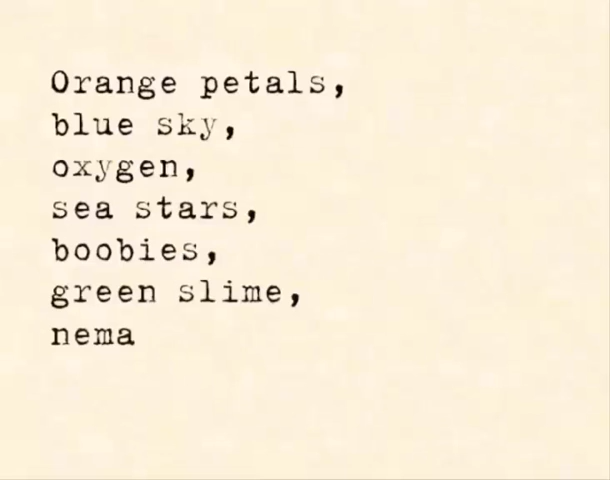 Orange petals,
blue sky,
oxygen,
sea stars,
boobies,
green slime,
nema